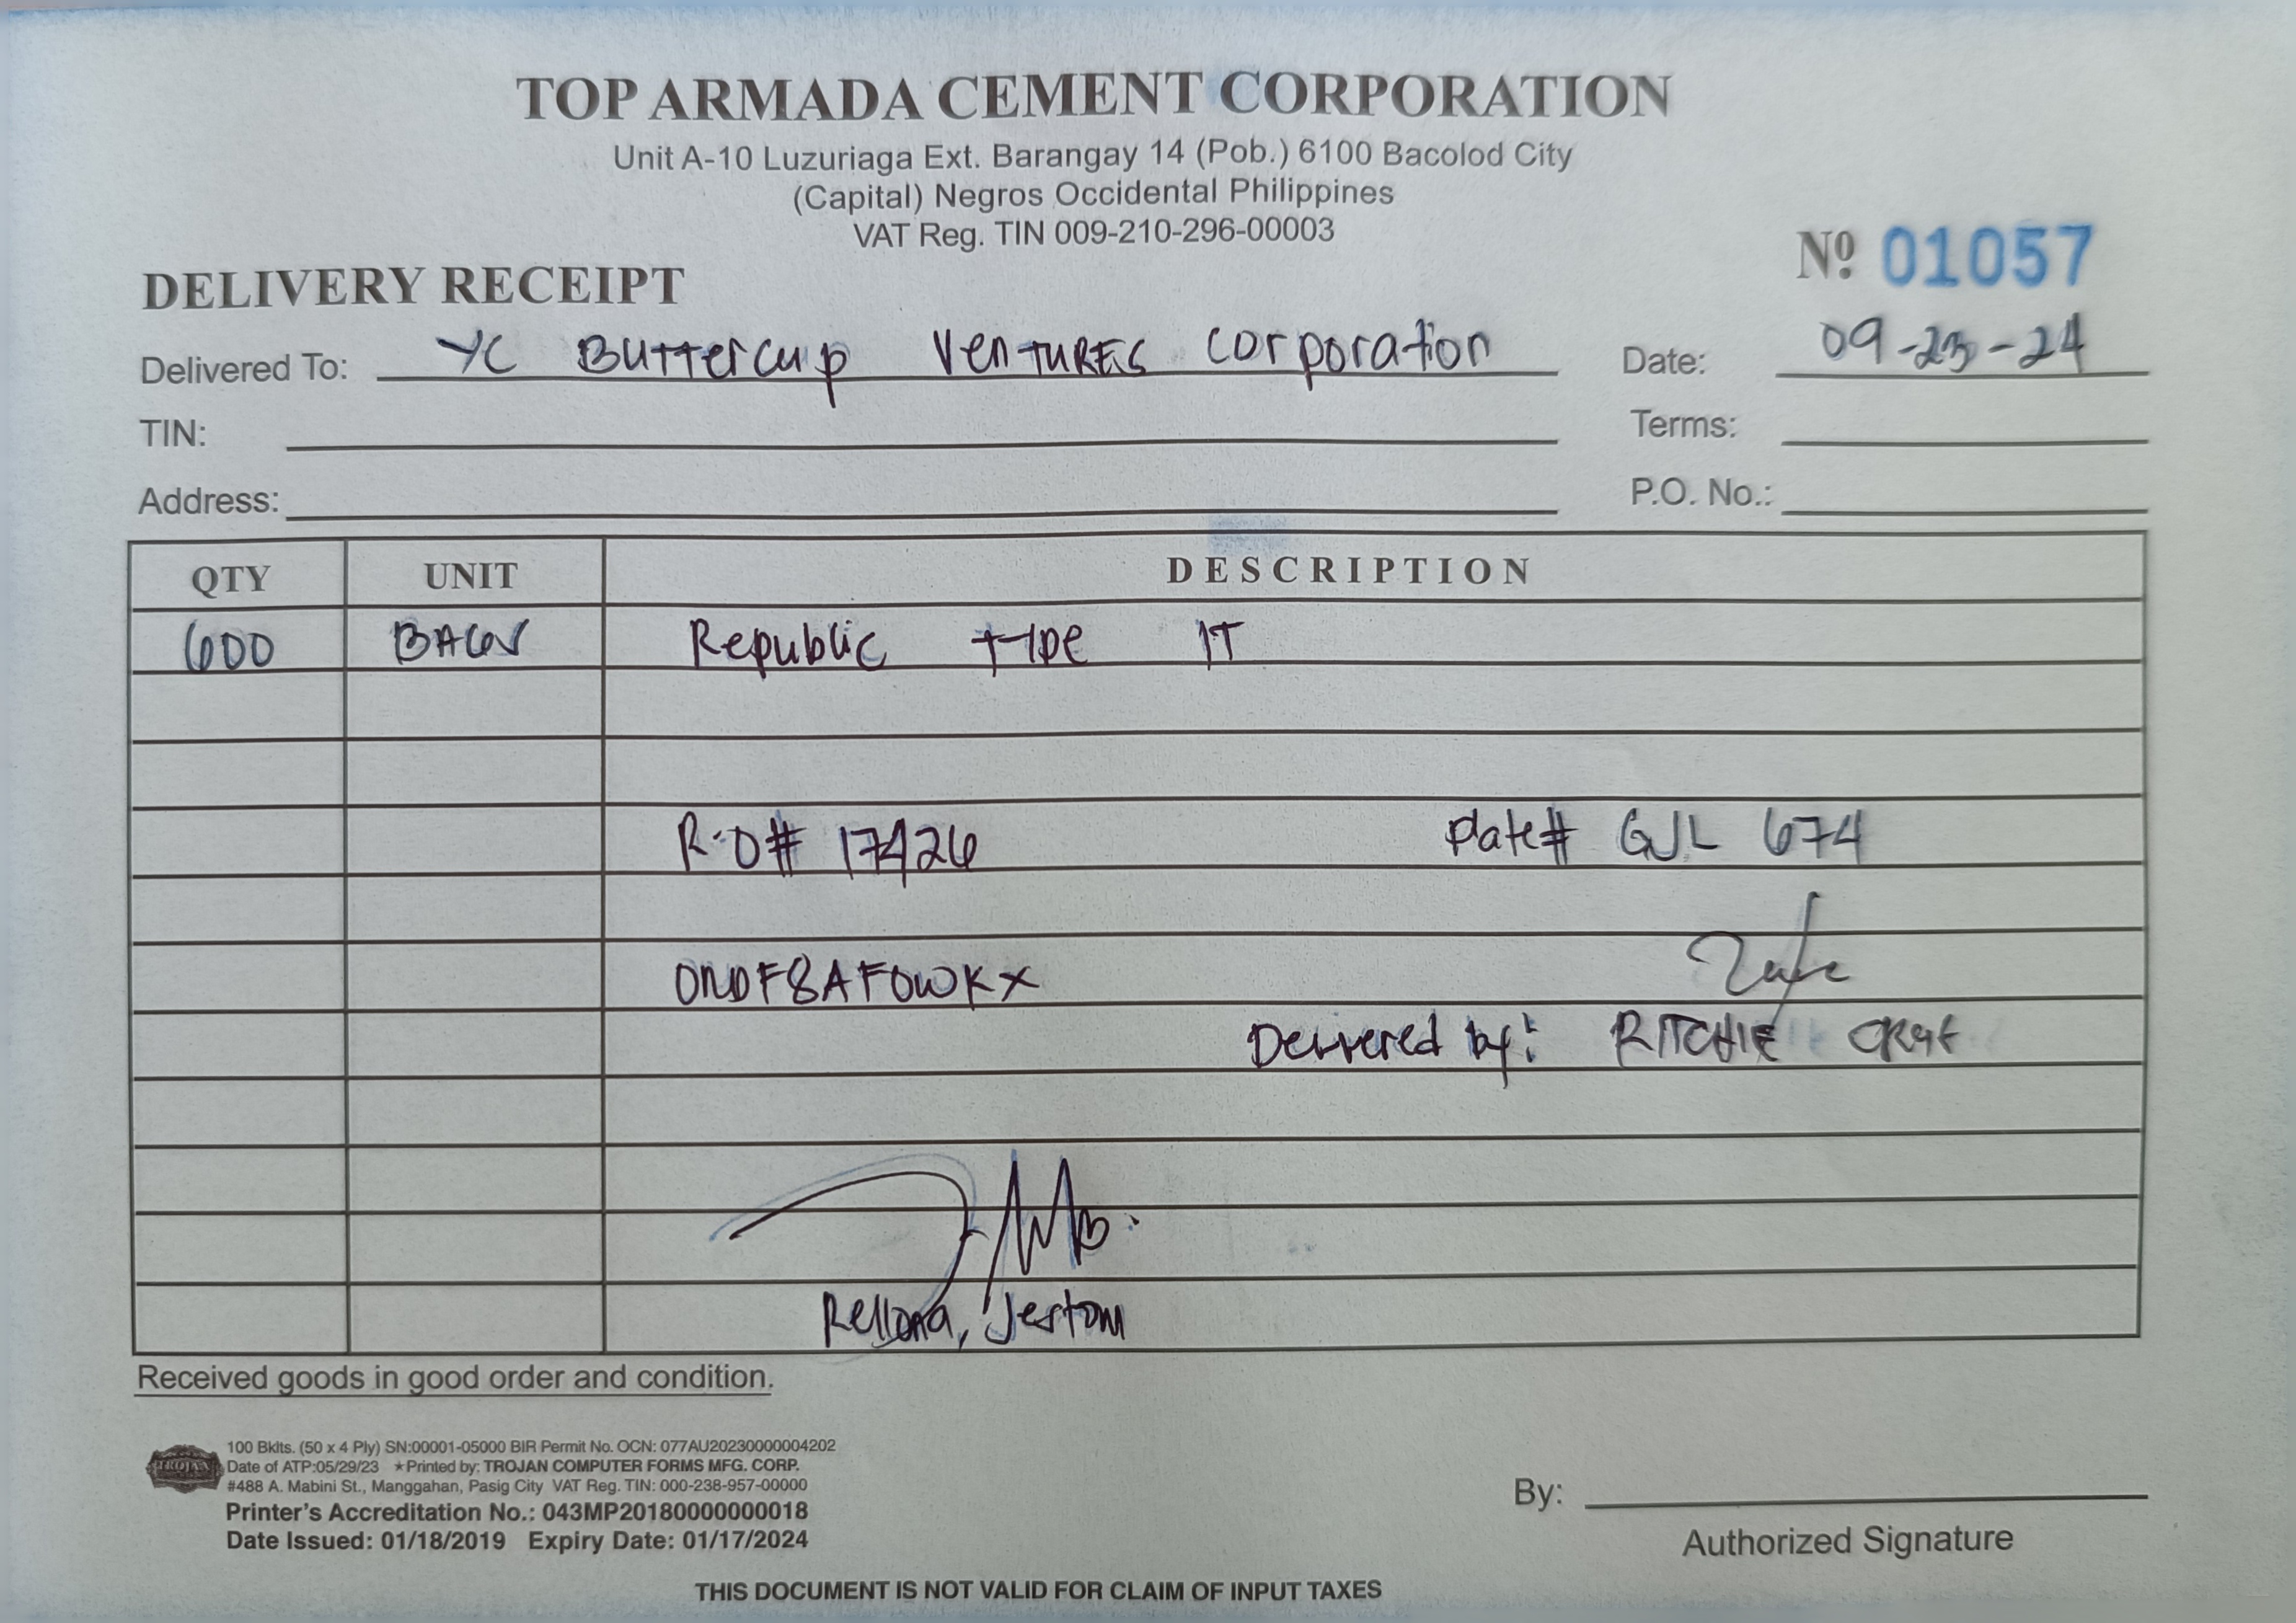 TOP ARMADA CEMENT CORPORATION
Unit A-10 Luzuriaga Ext. Barangay 14 (Pob.) 6100 Bacolod City
(Capital) Negros Occidental Philippines
VAT Reg. TIN 009-210-296-00003
Nº 01057
DELIVERY RECEIPT
Delivered To: YC Buttercup VenTURES corporation Date: 09-23-24
TIN: Terms:
Address: P.O. No.:
QTY UNIT DESCRIPTION
600 BAGS Republic type 1T
R.O# 17426 Plate# GJL 674
ONDF8AFOWKX
Delivered by: RITCHIE
Rellona, Jestom
Received goods in good order and condition.
TROJAN
100 Bklts. (50 x 4 Ply) SN:00001-05000 BIR Permit No. OCN: 077AU20230000004202
Date of ATP:05/29/23 ★Printed by: TROJAN COMPUTER FORMS MFG. CORP.
#488 A. Mabini St., Manggahan, Pasig City VAT Reg. TIN: 000-238-957-00000
Printer's Accreditation No.: 043MP20180000000018
Date Issued: 01/18/2019 Expiry Date: 01/17/2024
By:
Authorized Signature
THIS DOCUMENT IS NOT VALID FOR CLAIM OF INPUT TAXES